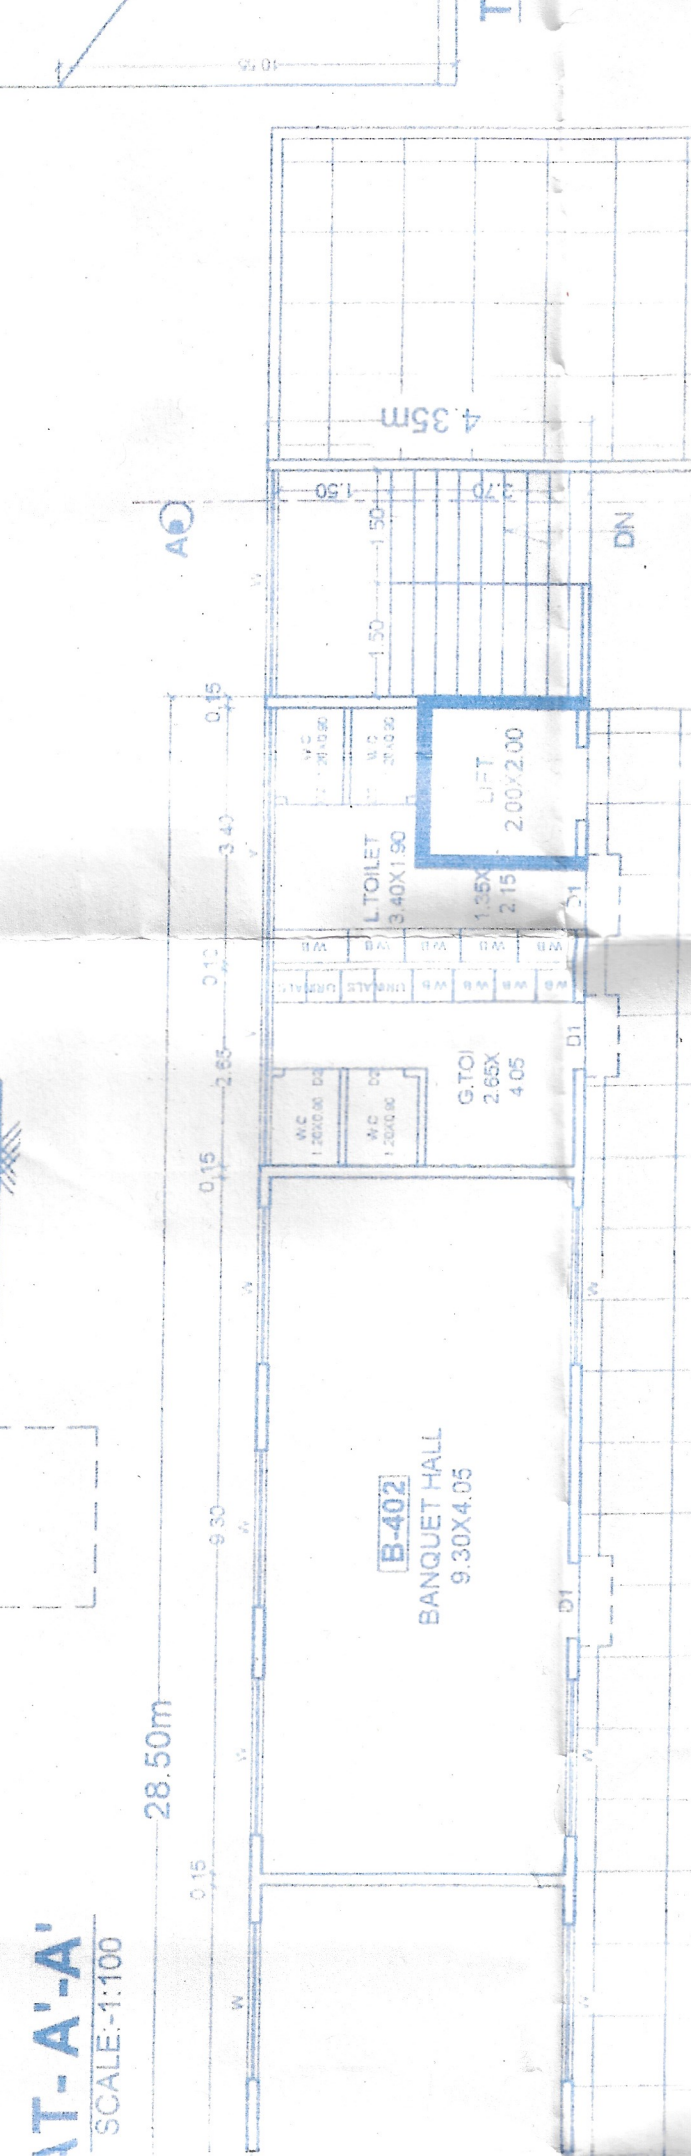 10.55
4.35m
1.50
2.70
1.50
1.50
DN
A
W
0.15
3.40
0.10
2.65
0.15
9.30
28.50m
0.15
W.C
W.C
LIFT
2.00X2.00
L.TOILET
3.40X1.90
1.35X
2.15
D1
W.B
W.B
W.B
W.B
W.B
URINALS
URINALS
W.B
W.B
W.B
W.B
D1
G.TOI
2.65X
4.05
W.C
1.20X0.90
D2
W.C
1.20X0.90
D2
W
W
B-402
BANQUET HALL
9.30X4.05
W
D1
W
W
W
W
AT- A'-A'
SCALE:-1:100